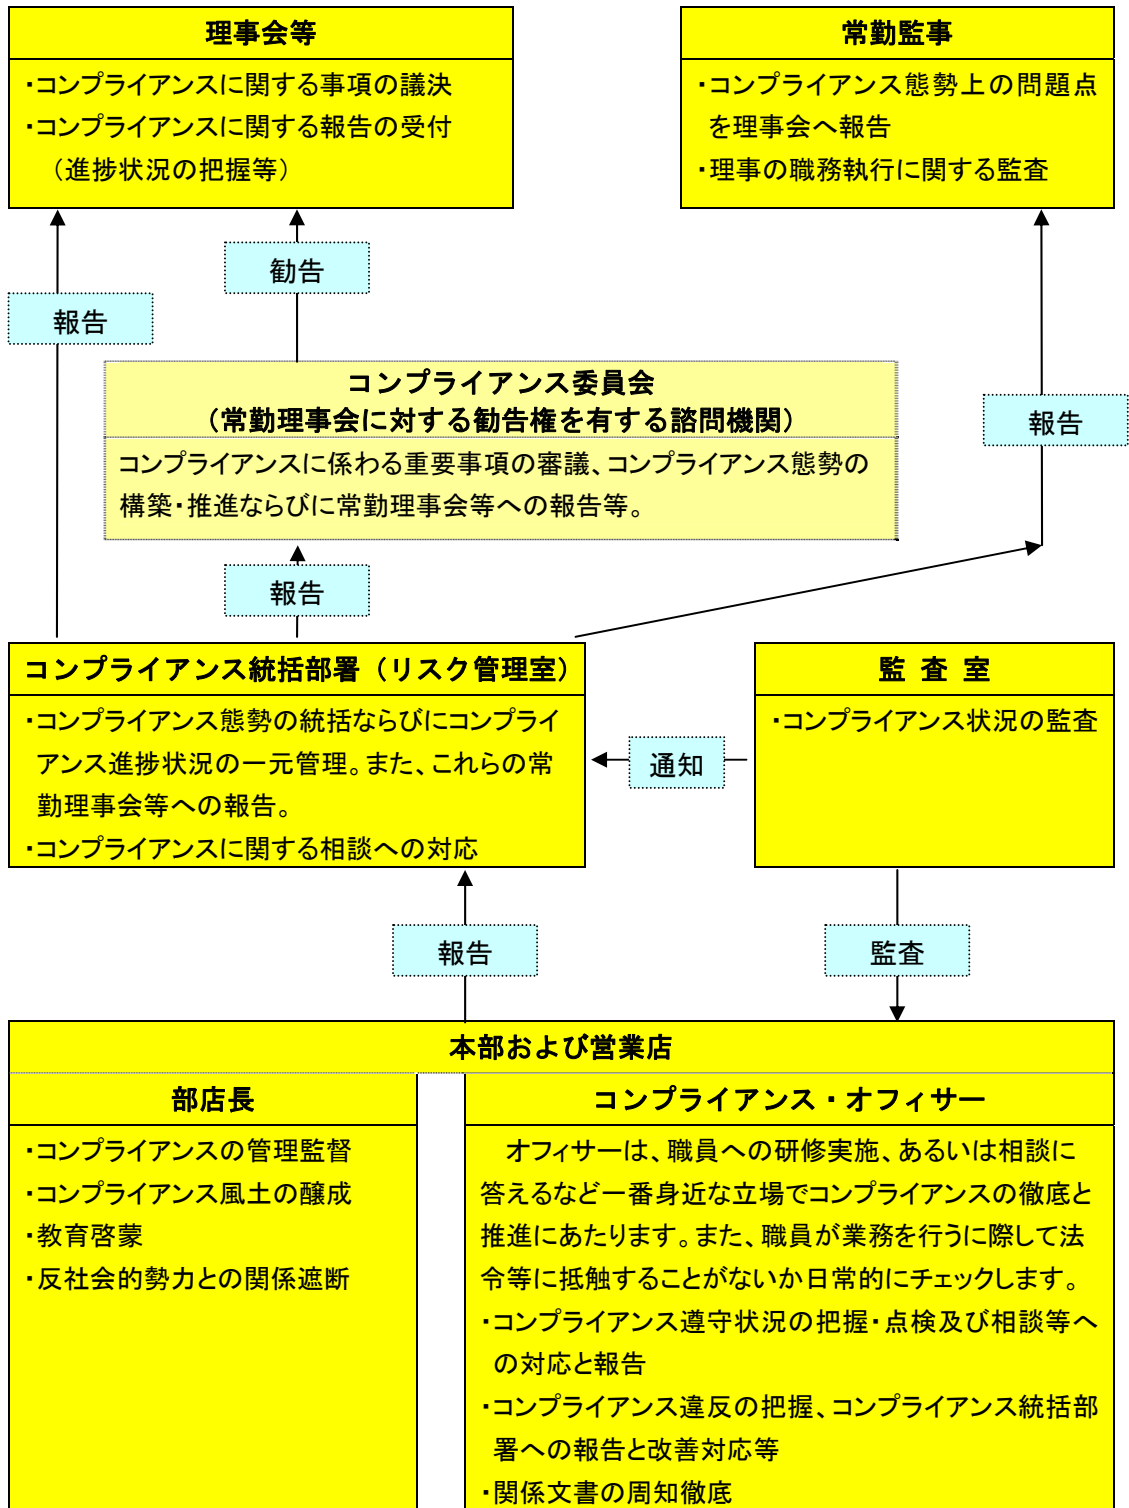 理事会等
・コンプライアンスに関する事項の議決
・コンプライアンスに関する報告の受付
（進捗状況の把握等）
常勤監事
・コンプライアンス態勢上の問題点
を理事会へ報告
・理事の職務執行に関する監査
勧告
報告
コンプライアンス委員会
（常勤理事会に対する勧告権を有する諮問機関）
コンプライアンスに係わる重要事項の審議、コンプライアンス態勢の
構築・推進ならびに常勤理事会等への報告等。
報告
報告
コンプライアンス統括部署（リスク管理室）
・コンプライアンス態勢の統括ならびにコンプライ
アンス進捗状況の一元管理。また、これらの常
勤理事会等への報告。
・コンプライアンスに関する相談への対応
通知
監 査 室
・コンプライアンス状況の監査
報告
監査
本部および営業店
部店長
・コンプライアンスの管理監督
・コンプライアンス風土の醸成
・教育啓蒙
・反社会的勢力との関係遮断
コンプライアンス・オフィサー
オフィサーは、職員への研修実施、あるいは相談に
答えるなど一番身近な立場でコンプライアンスの徹底と
推進にあたります。また、職員が業務を行うに際して法
令等に抵触することがないか日常的にチェックします。
・コンプライアンス遵守状況の把握・点検及び相談等へ
の対応と報告
・コンプライアンス違反の把握、コンプライアンス統括部
署への報告と改善対応等
・関係文書の周知徹底